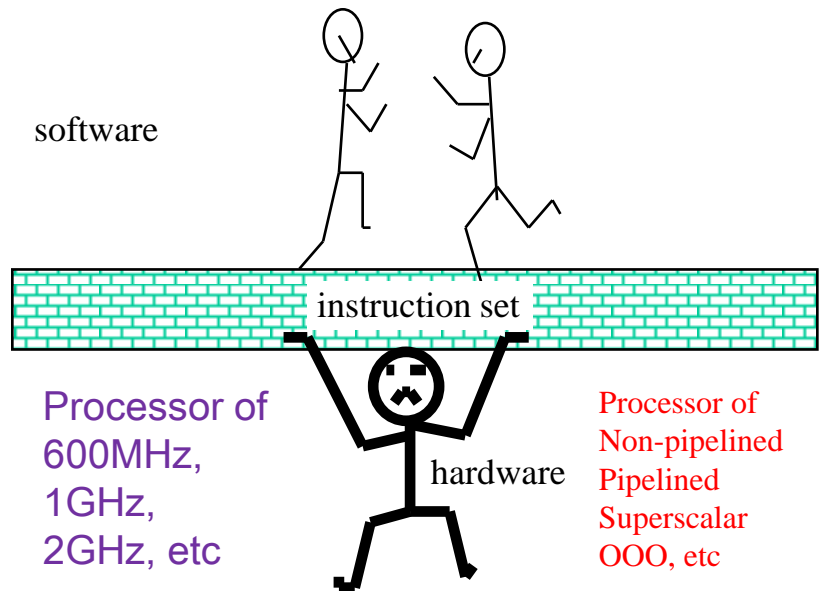 software
instruction set
Processor of
600MHz,
1GHz,
2GHz, etc
hardware
Processor of
Non-pipelined
Pipelined
Superscalar
OOO, etc